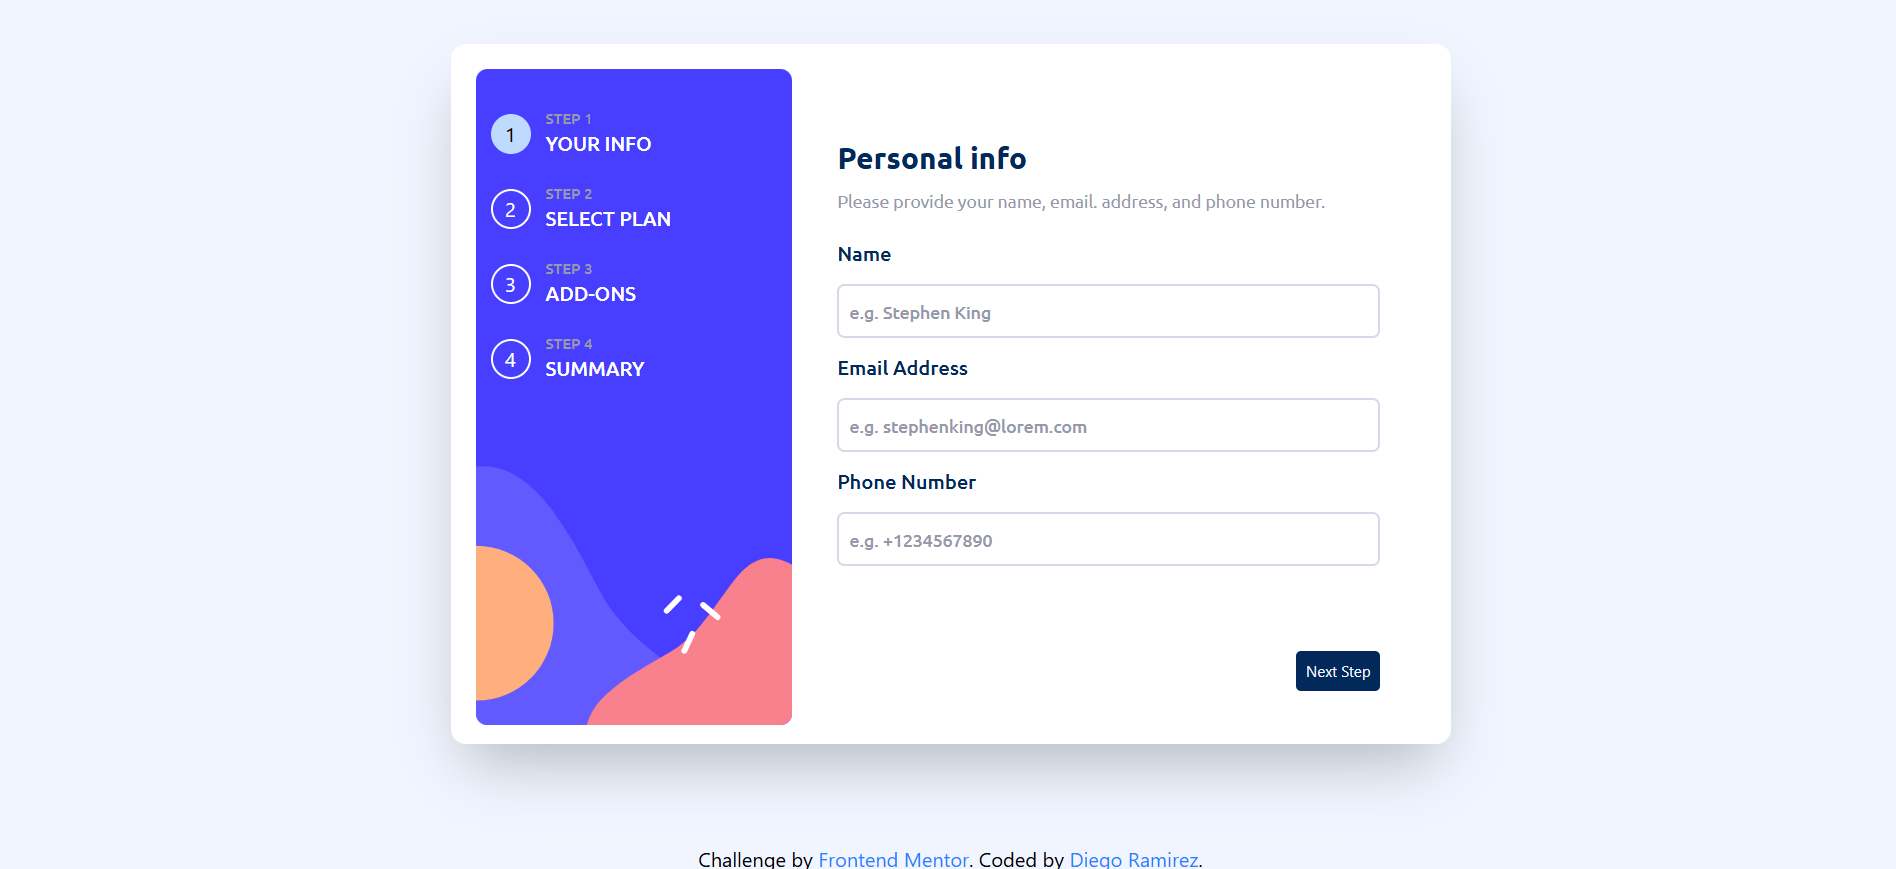 1
STEP 1
YOUR INFO
2
STEP 2
SELECT PLAN
3
STEP 3
ADD-ONS
4
STEP 4
SUMMARY
Personal info
Please provide your name, email. address, and phone number.
Name
e.g. Stephen King
Email Address
e.g. stephenking@lorem.com
Phone Number
e.g. +1234567890
Next Step
Challenge by Frontend Mentor. Coded by Diego Ramirez.